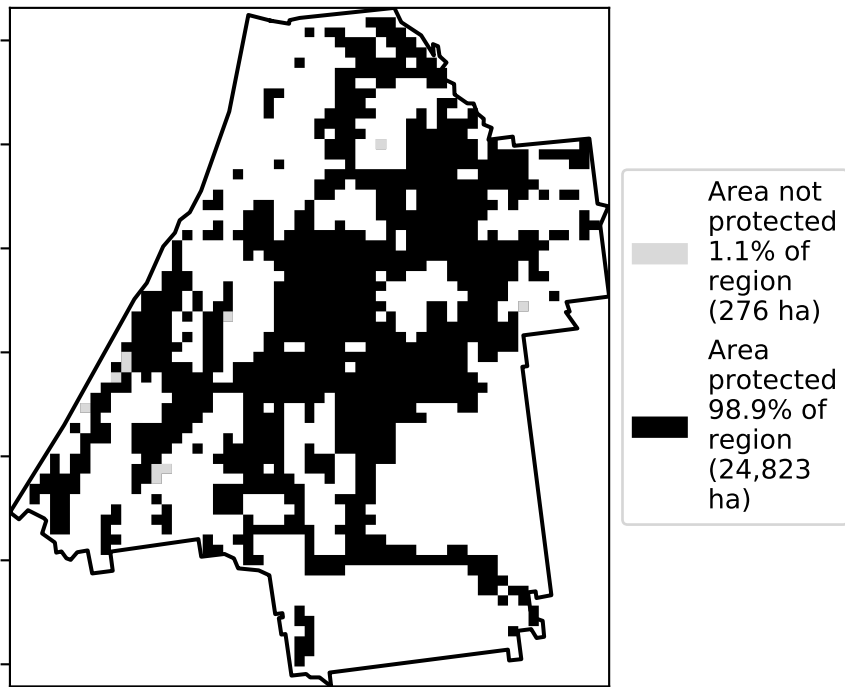 Area not
protected
1.1% of
region
(276 ha)
Area
protected
98.9% of
region
(24,823
ha)